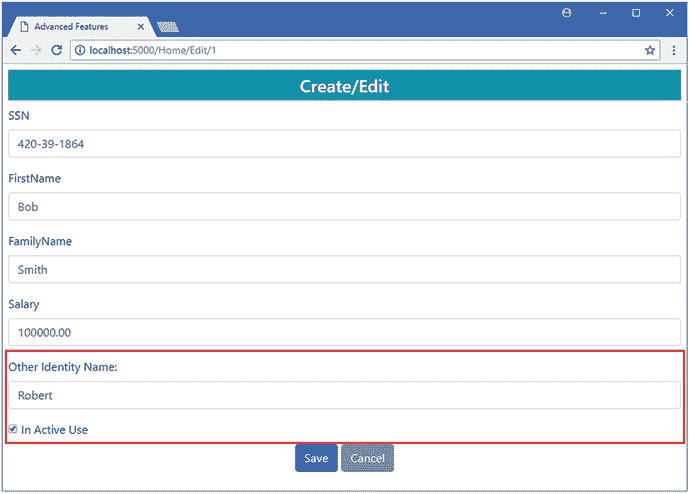 Advanced Features
localhost:5000/Home/Edit/1
Create/Edit
SSN
420-39-1864
FirstName
Bob
FamilyName
Smith
Salary
100000.00
Other Identity Name:
Robert
In Active Use
Save Cancel